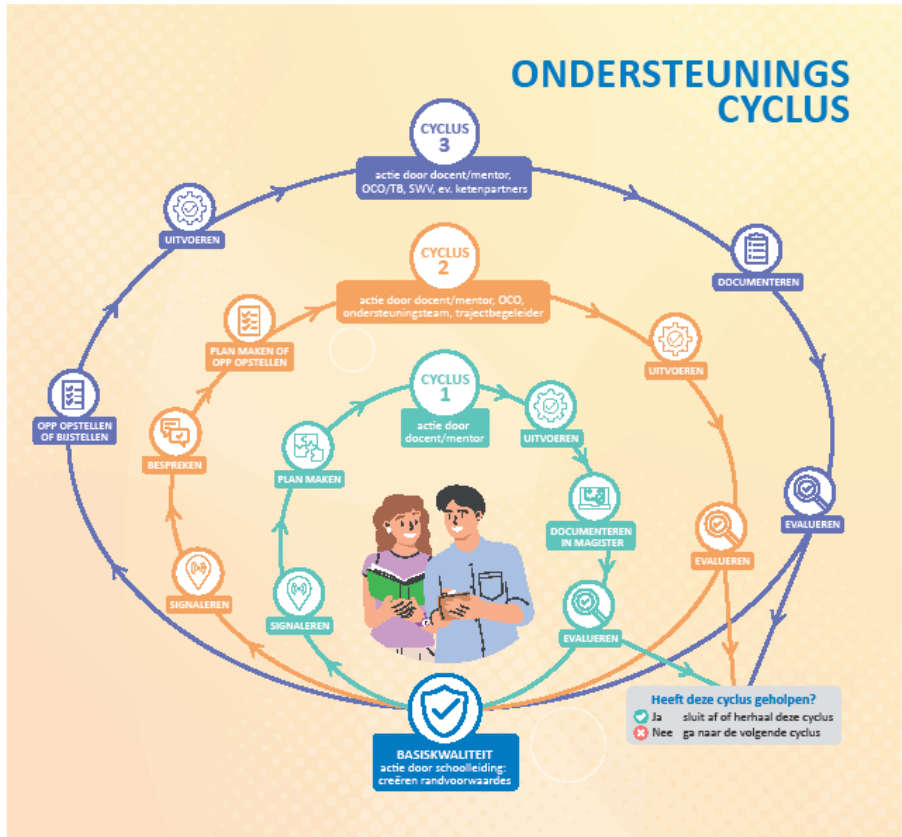 ONDERSTEUNINGS
CYCLUS
CYCLUS
3
actie door docent/mentor,
OCO/TB, SWV, ev. ketenpartners
UITVOEREN
DOCUMENTEREN
OPP OPSTELLEN
OF BIJSTELLEN
EVALUEREN
CYCLUS
2
actie door docent/mentor, OCO,
ondersteuningsteam, trajectbegeleider
PLAN MAKEN OF
OPP OPSTELLEN
UITVOEREN
BESPREKEN
SIGNALEREN
EVALUEREN
CYCLUS
1
actie door
docent/mentor
UITVOEREN
PLAN MAKEN
DOCUMENTEREN
IN MAGISTER
SIGNALEREN
EVALUEREN
Heeft deze cyclus geholpen?
Ja sluit af of herhaal deze cyclus
Nee ga naar de volgende cyclus
BASISKWALITEIT
actie door schoolleiding:
creëren randvoorwaardes